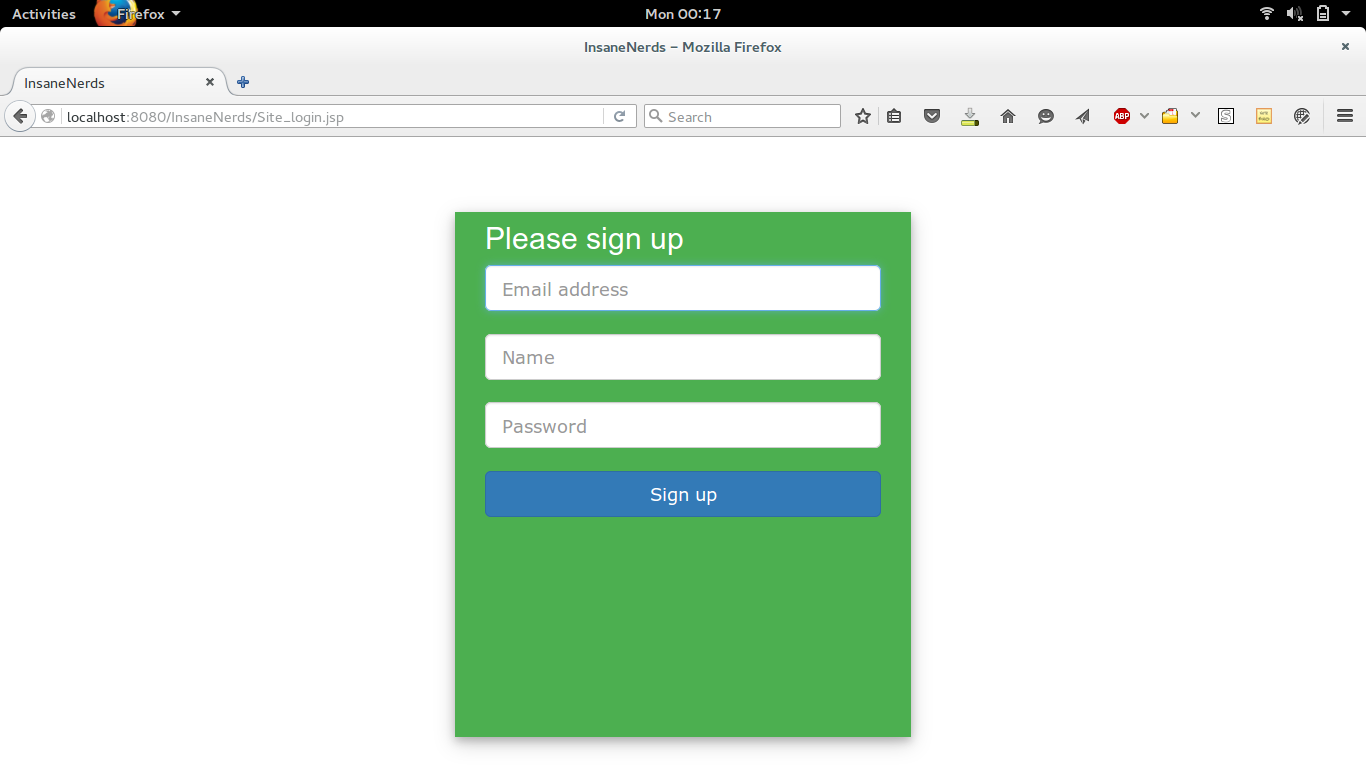 Activities Firefox Mon 00:17
InsaneNerds - Mozilla Firefox
InsaneNerds
localhost:8080/InsaneNerds/Site_login.jsp Search ABP
Please sign up
Email address
Name
Password
Sign up